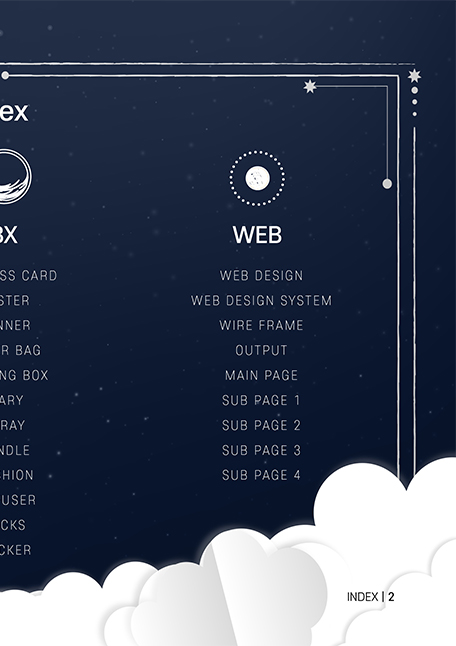 ex
BX
SS CARD
STER
NNER
R BAG
NG BOX
ARY
RAY
NDLE
SHION
USER
CKS
CKER
WEB
WEB DESIGN
WEB DESIGN SYSTEM
WIRE FRAME
OUTPUT
MAIN PAGE
SUB PAGE 1
SUB PAGE 2
SUB PAGE 3
SUB PAGE 4
INDEX | 2